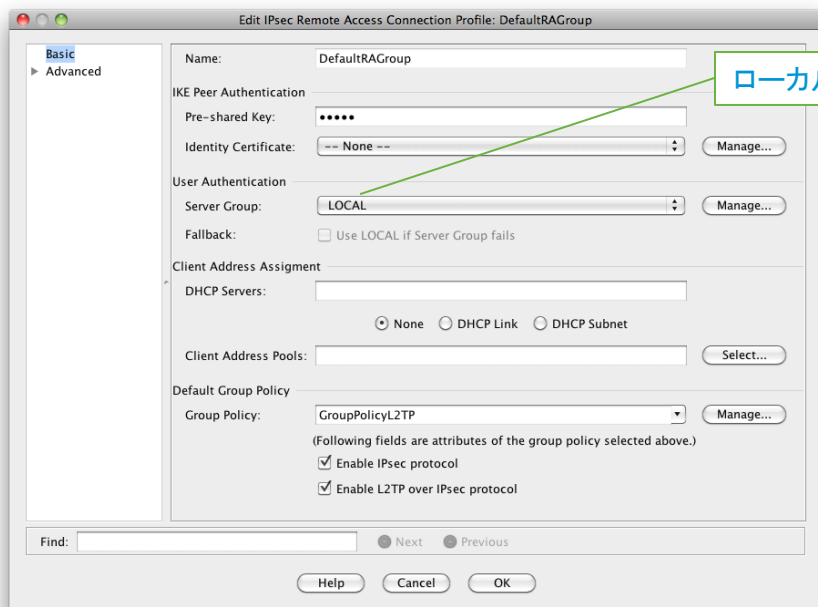 Edit IPsec Remote Access Connection Profile: DefaultRAGroup
Basic
Advanced
Name: DefaultRAGroup
ローカル
IKE Peer Authentication
Pre-shared Key: •••••
Identity Certificate: -- None -- Manage...
User Authentication
Server Group: LOCAL Manage...
Fallback: Use LOCAL if Server Group fails
Client Address Assigment
DHCP Servers:
None DHCP Link DHCP Subnet
Client Address Pools: Select...
Default Group Policy
Group Policy: GroupPolicyL2TP Manage...
(Following fields are attributes of the group policy selected above.)
Enable IPsec protocol
Enable L2TP over IPsec protocol
Find: Next Previous
Help Cancel OK